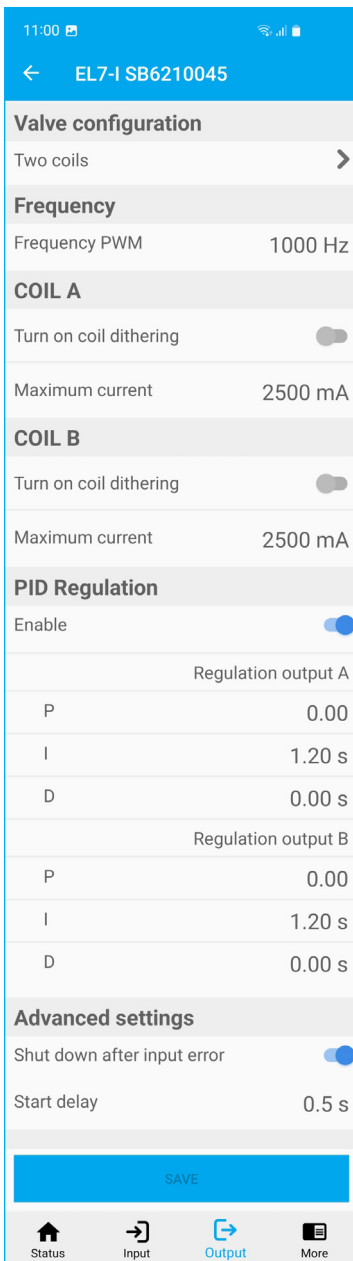 11:00
EL7-I SB6210045
Valve configuration
Two coils
Frequency
Frequency PWM 1000 Hz
COIL A
Turn on coil dithering
Maximum current 2500 mA
COIL B
Turn on coil dithering
Maximum current 2500 mA
PID Regulation
Enable
Regulation output A
P 0.00
I 1.20 s
D 0.00 s
Regulation output B
P 0.00
I 1.20 s
D 0.00 s
Advanced settings
Shut down after input error
Start delay 0.5 s
SAVE
Status Input Output More